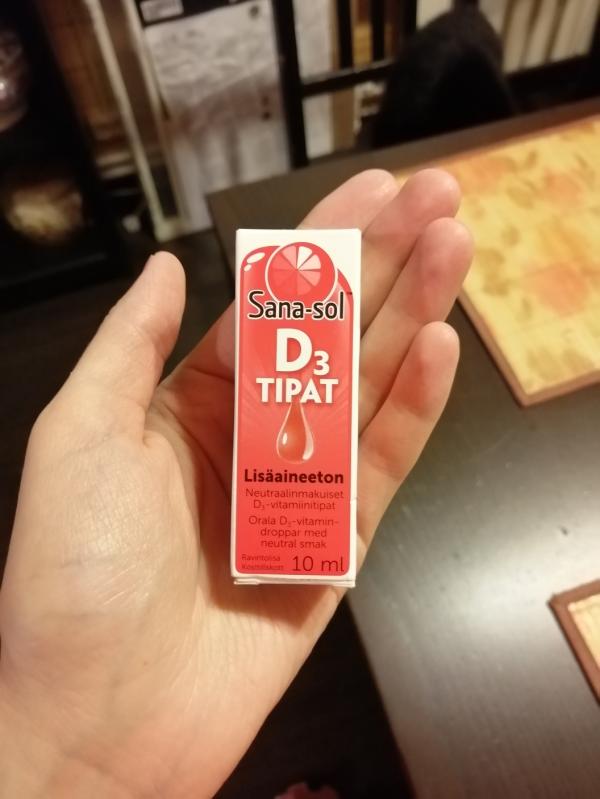 Sana-sol
D₃
TIPAT
Lisäaineeton
Neutraalinmakuiset
D₃-vitamiinitipat
Orala D₃-vitamin-
droppar med
neutral smak
Ravintolisä
Kosttillskott
10 ml